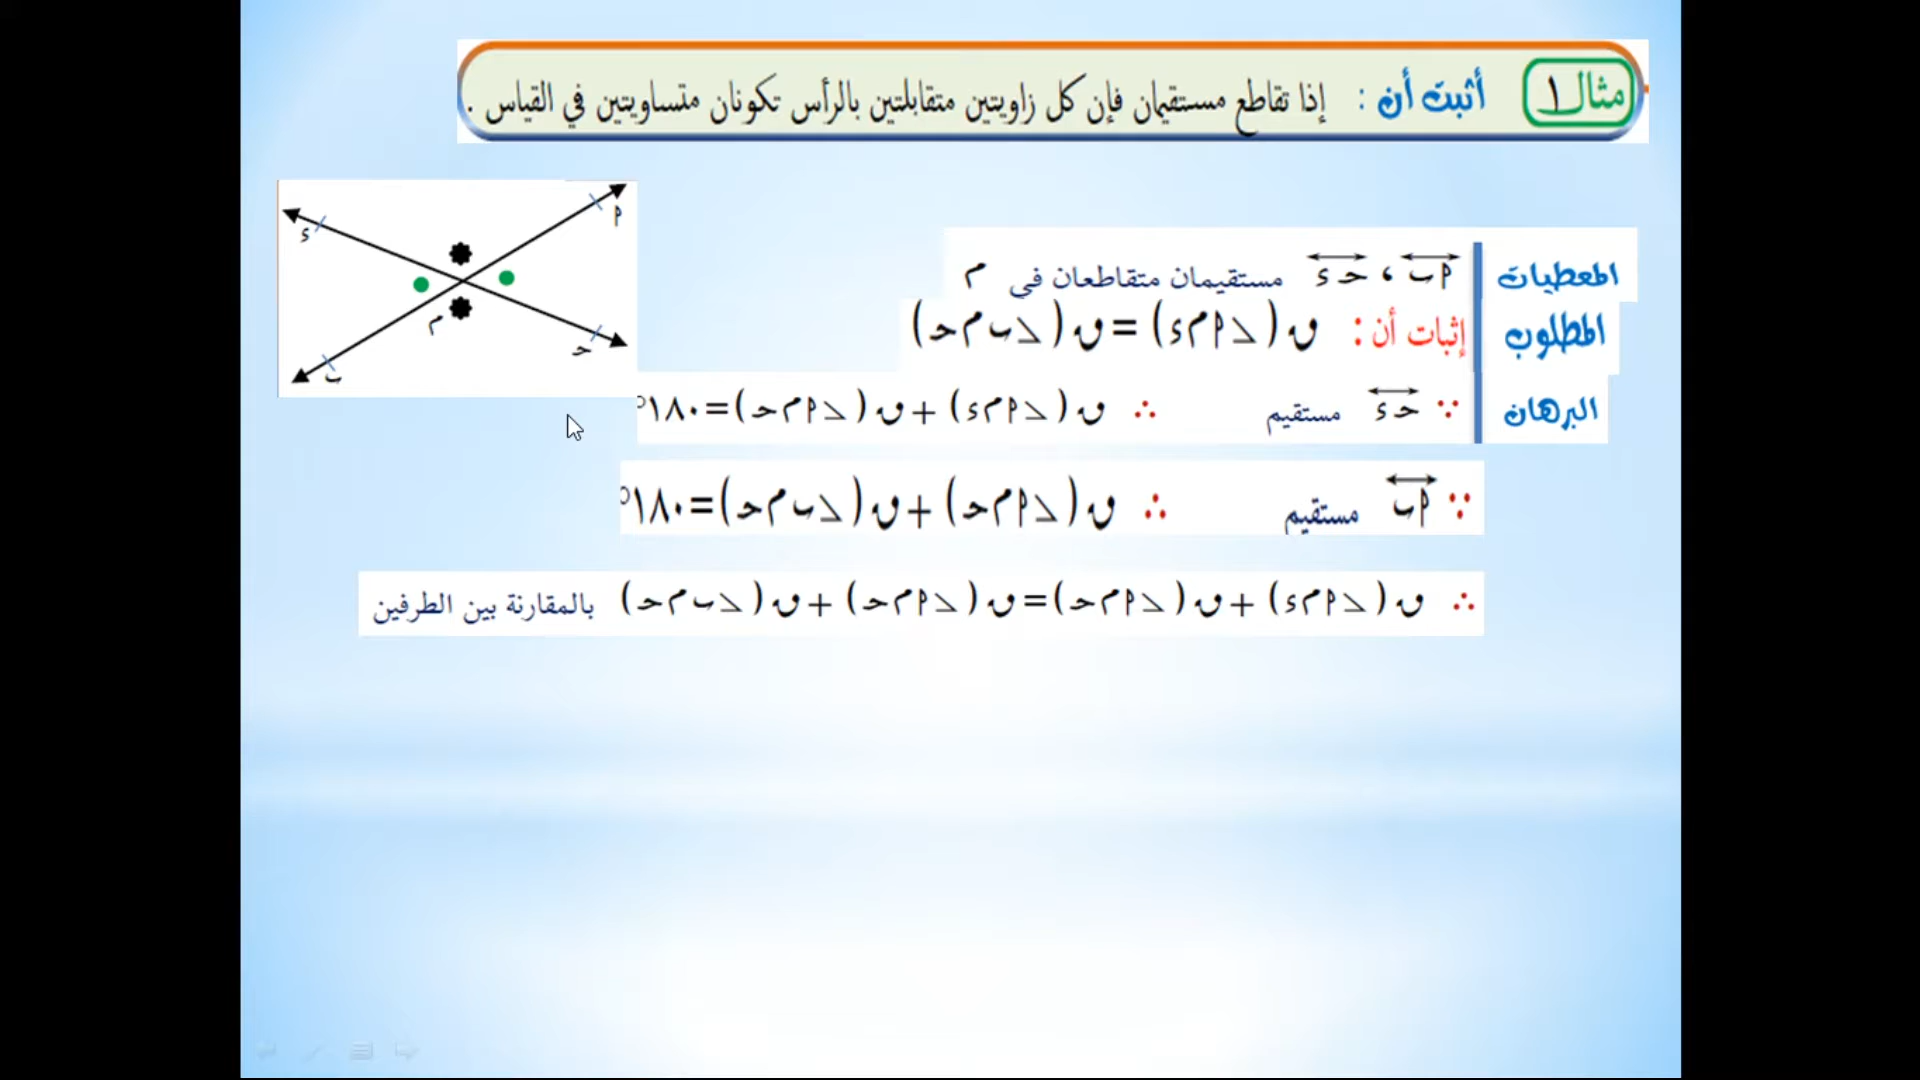 مثال ١ أثبت أن : إذا تقاطع مستقيمان فإن كل زاويتين متقابلتين بالرأس تكونان متساويتين في القياس .
ء
م
م
حـ
ب
المعطيات م ب ، حـ ء مستقيمان متقاطعان في م
المطلوب إثبات أن : ق ( ∠ م م ء ) = ق ( ∠ ب م حـ )
البرهان ∵ حـ ء مستقيم ∴ ق ( ∠ م م ء ) + ق ( ∠ م م حـ ) = ١٨٠°
∵ م ب مستقيم ∴ ق ( ∠ م م حـ ) + ق ( ∠ ب م حـ ) = ١٨٠°
∴ ق ( ∠ م م ء ) + ق ( ∠ م م حـ ) = ق ( ∠ م م حـ ) + ق ( ∠ ب م حـ ) بالمقارنة بين الطرفين